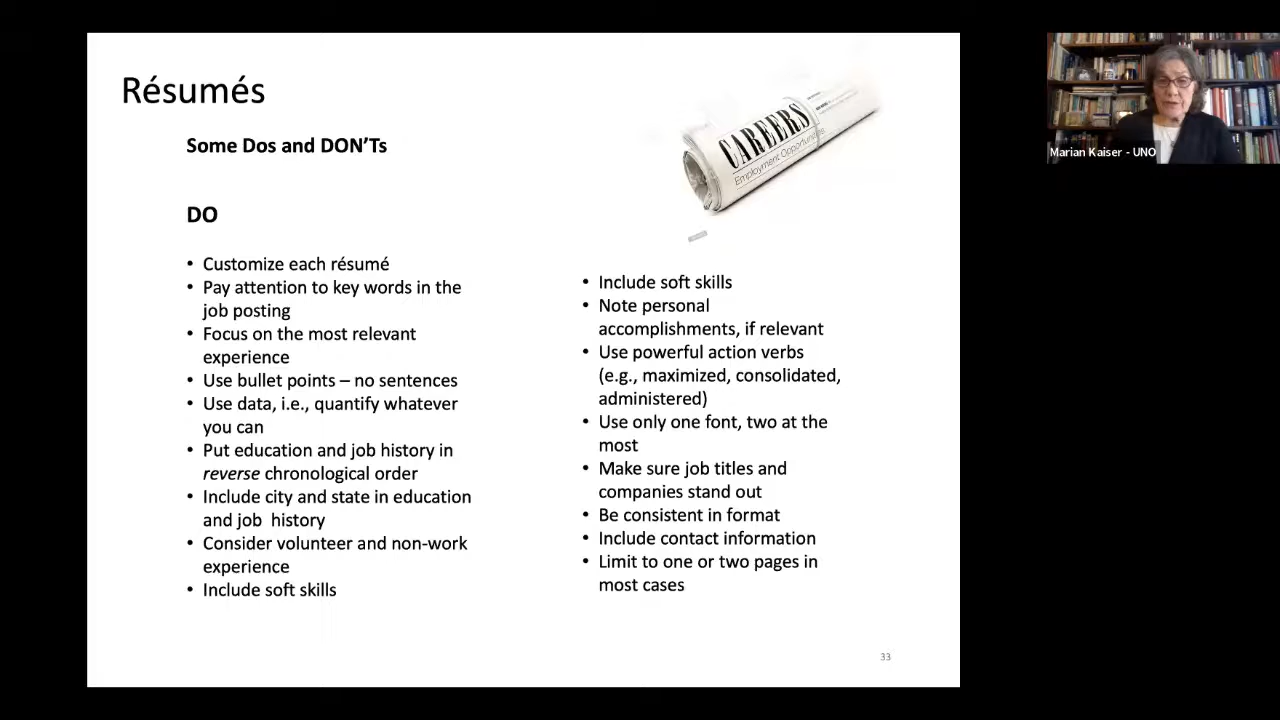 Résumés
Some Dos and DON'Ts
CAREERS
Employment Opportunities
DO
• Customize each résumé
• Pay attention to key words in the
job posting
• Focus on the most relevant
experience
• Use bullet points – no sentences
• Use data, i.e., quantify whatever
you can
• Put education and job history in
reverse chronological order
• Include city and state in education
and job  history
• Consider volunteer and non-work
experience
• Include soft skills
• Include soft skills
• Note personal
accomplishments, if relevant
• Use powerful action verbs
(e.g., maximized, consolidated,
administered)
• Use only one font, two at the
most
• Make sure job titles and
companies stand out
• Be consistent in format
• Include contact information
• Limit to one or two pages in
most cases
33
Marian Kaiser - UNO